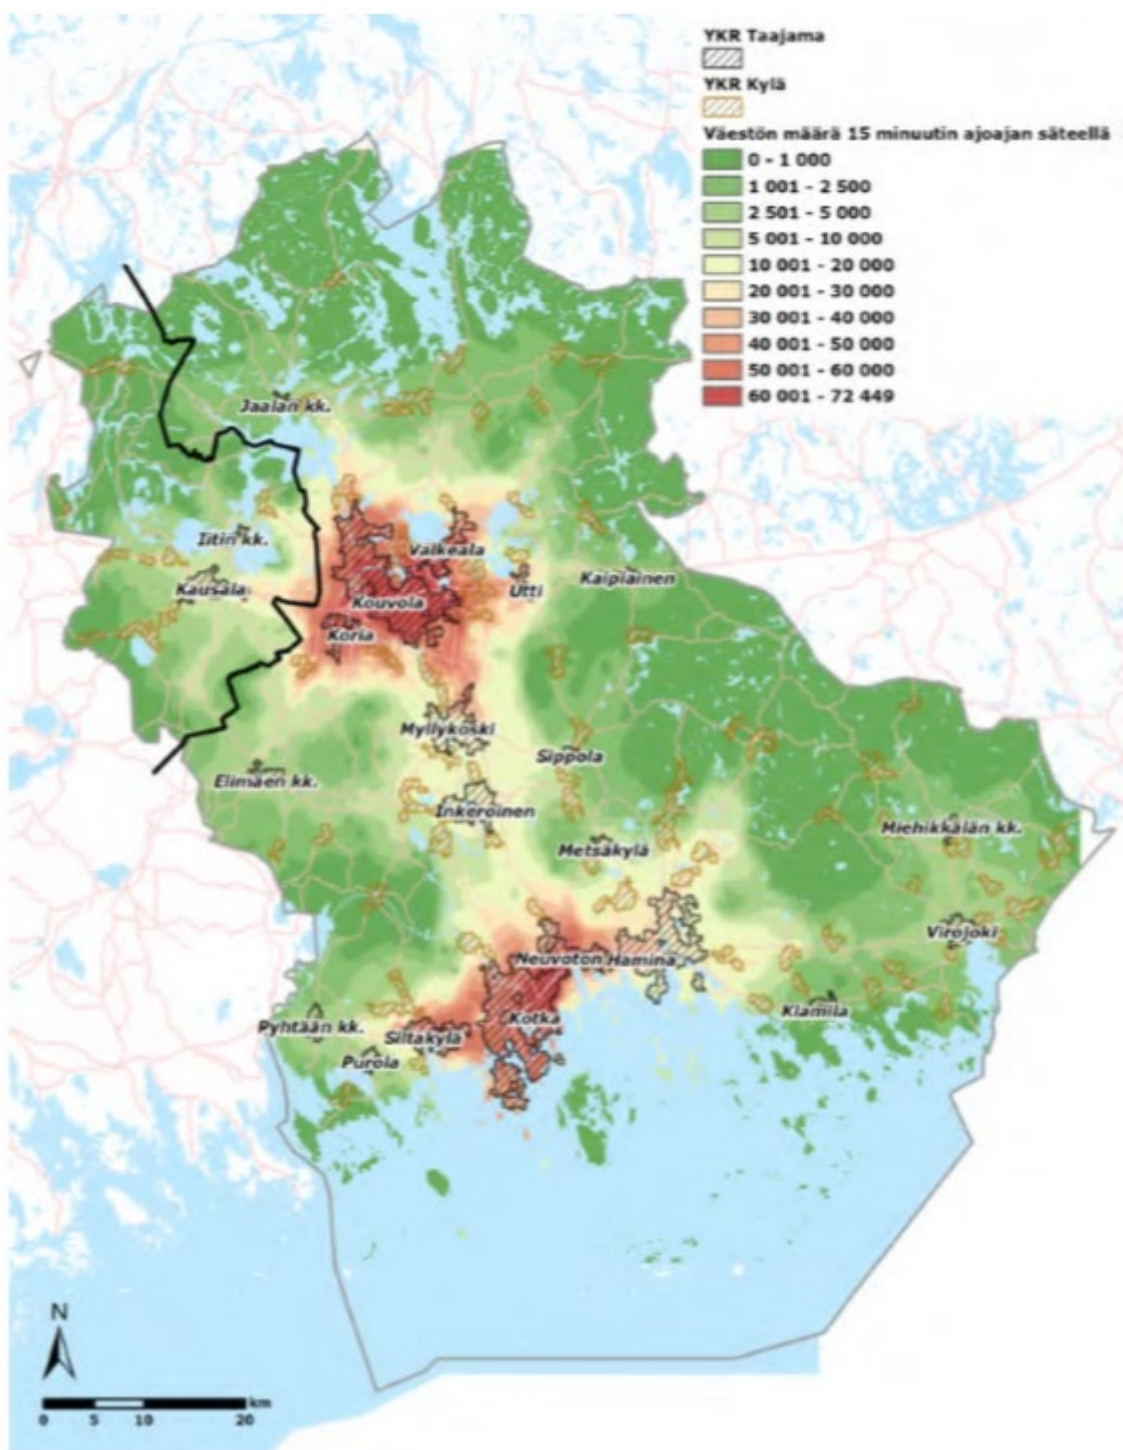 YKR Taajama
YKR Kylä
Väestön määrä 15 minuutin ajoajan säteellä
0 - 1 000
1 001 - 2 500
2 501 - 5 000
5 001 - 10 000
10 001 - 20 000
20 001 - 30 000
30 001 - 40 000
40 001 - 50 000
50 001 - 60 000
60 001 - 72 449
Jaalan kk.
Iitin kk.
Valkeala
Kausala
Utti
Kaipiainen
Kouvola
Koria
Myllykoski
Sippola
Elimäen kk.
Inkeroinen
Metsäkylä
Miehikkälän kk.
Virojoki
Neuvoton
Hamina
Klamila
Kotka
Pyhtään kk.
Siltakylä
Purola
N
km
0 5 10 20